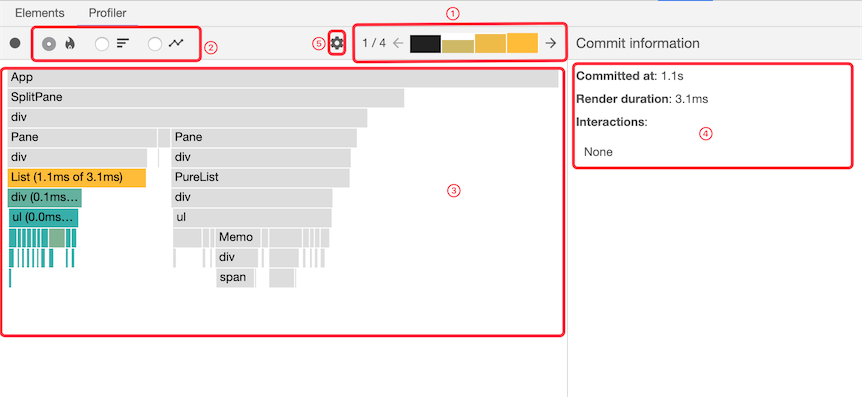 Elements Profiler
①
② ⑤ 1 / 4 Commit information
App
SplitPane
div
Pane Pane
div div
List (1.1ms of 3.1ms) PureList
div (0.1ms... div
ul (0.0ms... ul
Memo
div
span
③
Committed at: 1.1s
Render duration: 3.1ms
Interactions:
④
None